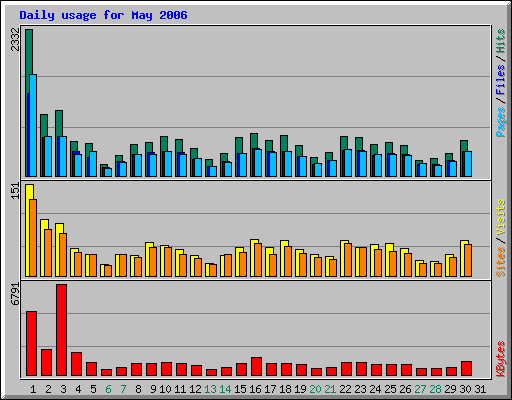 Daily usage for May 2006
2332
Pages / Files / Hits
151
Sites / Visits
6791
KBytes
1 2 3 4 5 6 7 8 9 10 11 12 13 14 15 16 17 18 19 20 21 22 23 24 25 26 27 28 29 30 31